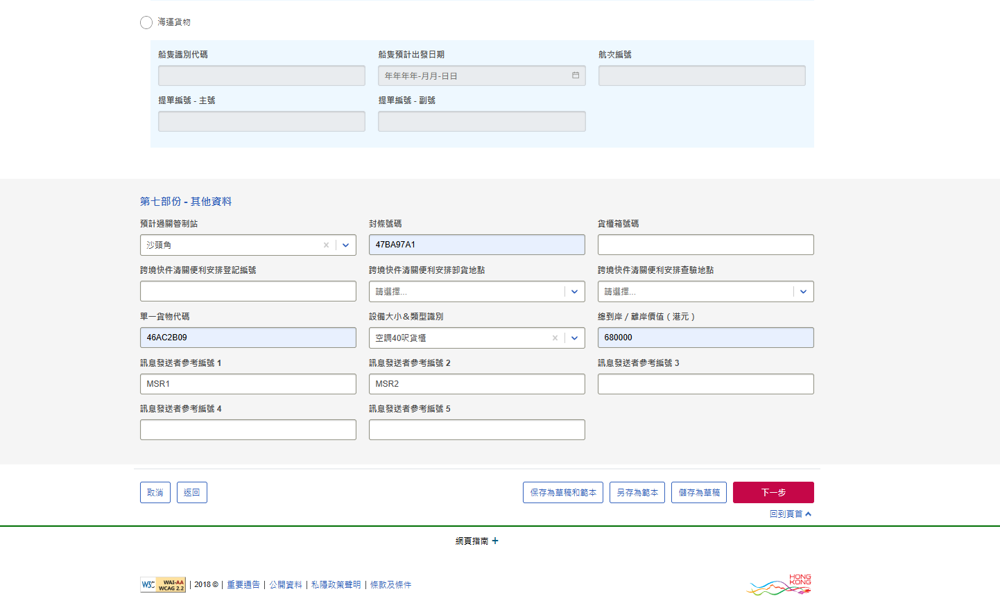 海運貨物
船隻識別代碼
船隻預計出發日期
航次編號
年年年年-月月-日日
提單編號 - 主號
提單編號 - 副號
第七部份 - 其他資料
預計過關管制站
封條號碼
貨櫃箱號碼
沙頭角
47BA97A1
跨境快件清關便利安排登記編號
跨境快件清關便利安排卸貨地點
跨境快件清關便利安排查驗地點
請選擇...
請選擇...
單一貨物代碼
設備大小＆類型識別
總到岸 / 離岸價值 ( 港元 )
46AC2B09
空調40呎貨櫃
680000
訊息發送者參考編號 1
訊息發送者參考編號 2
訊息發送者參考編號 3
MSR1
MSR2
訊息發送者參考編號 4
訊息發送者參考編號 5
取消
返回
保存為草稿和範本
另存為範本
儲存為草稿
下一步
回到頁首
網頁指南 +
W3C WAI-AA WCAG 2.2 | 2018 © | 重要通告 | 公開資料 | 私隱政策聲明 | 條款及條件
HONG KONG